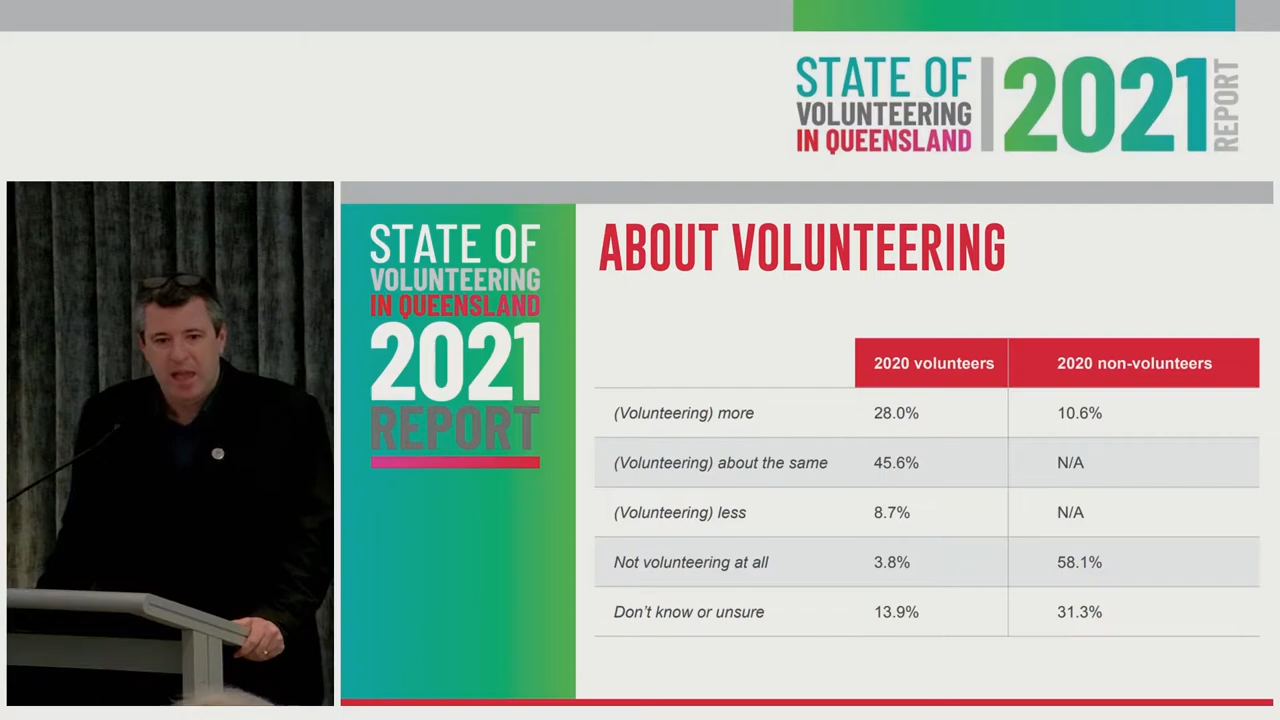 STATE OF
VOLUNTEERING
IN QUEENSLAND
2021
REPORT
STATE OF
VOLUNTEERING
IN QUEENSLAND
2021
REPORT
ABOUT VOLUNTEERING
2020 volunteers 2020 non-volunteers
(Volunteering) more 28.0% 10.6%
(Volunteering) about the same 45.6% N/A
(Volunteering) less 8.7% N/A
Not volunteering at all 3.8% 58.1%
Don't know or unsure 13.9% 31.3%